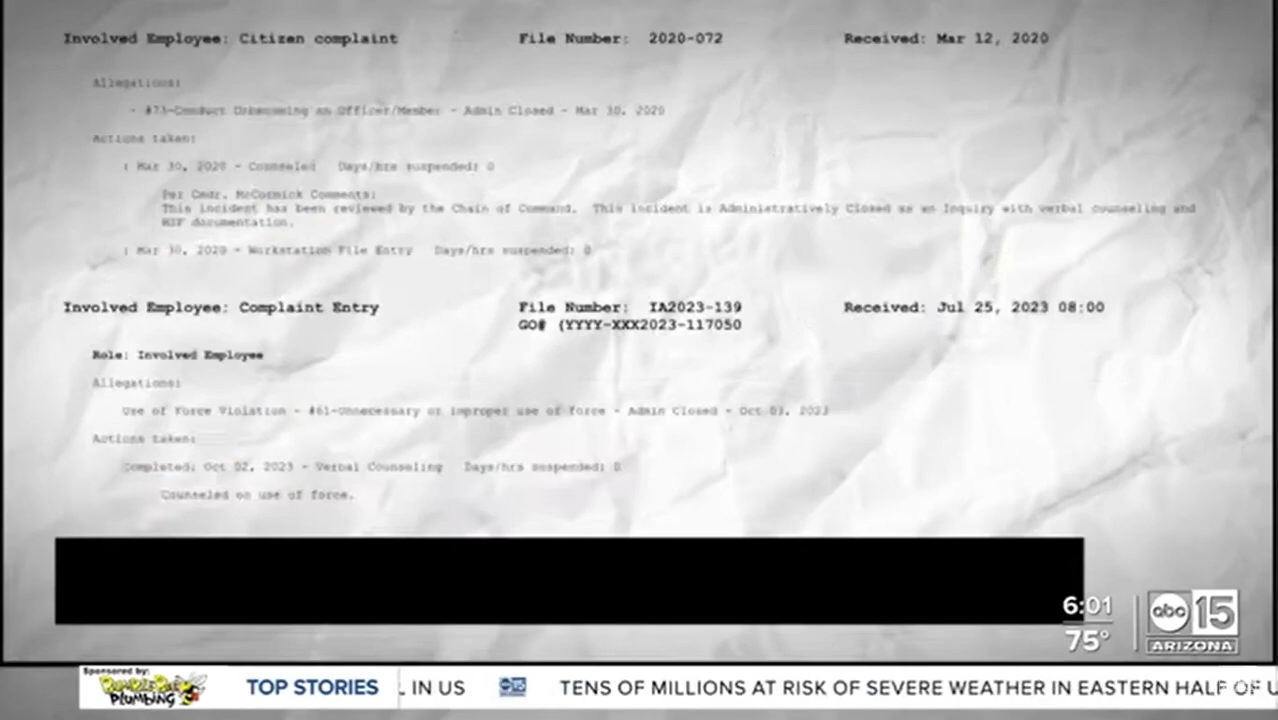 Involved Employee: Citizen complaint File Number: 2020-072 Received: Mar 12, 2020
Allegations:
- #73-Conduct Unbecoming an Officer/Member - Admin Closed - Mar 30, 2020
Actions taken:
: Mar 30, 2020 - Counseled Days/hrs suspended: 0
Per Cmdr. McCormick Comments:
This incident has been reviewed by the Chain of Command. This incident is Administratively Closed as an Inquiry with verbal counseling and
WSF documentation.
: Mar 30, 2020 - Workstation File Entry Days/hrs suspended: 0
Involved Employee: Complaint Entry File Number: IA2023-139 Received: Jul 25, 2023 08:00
GO# (YYYY-XXX2023-117050
Role: Involved Employee
Allegations:
Use of Force Violation - #61-Unnecessary or improper use of force - Admin Closed - Oct 03, 2023
Actions taken:
Completed: Oct 02, 2023 - Verbal Counseling Days/hrs suspended: 0
Counseled on use of force.
6:01
75°
abc 15
ARIZONA
Sponsored by:
Bumble Bee
Plumbing
TOP STORIES L IN US abc 15 TENS OF MILLIONS AT RISK OF SEVERE WEATHER IN EASTERN HALF OF U